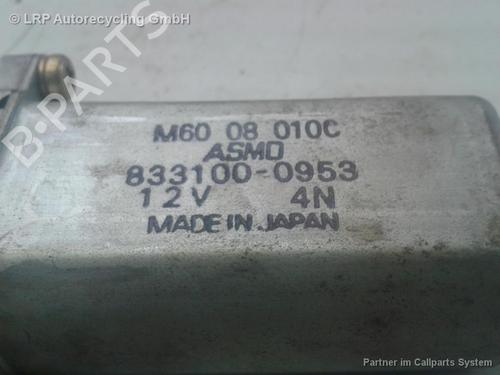 © LRP Autorecycling GmbH
B-PARTS
M60 08 010C
ASMO
833100-0953
12V 4N
MADE IN JAPAN
Partner im Callparts System